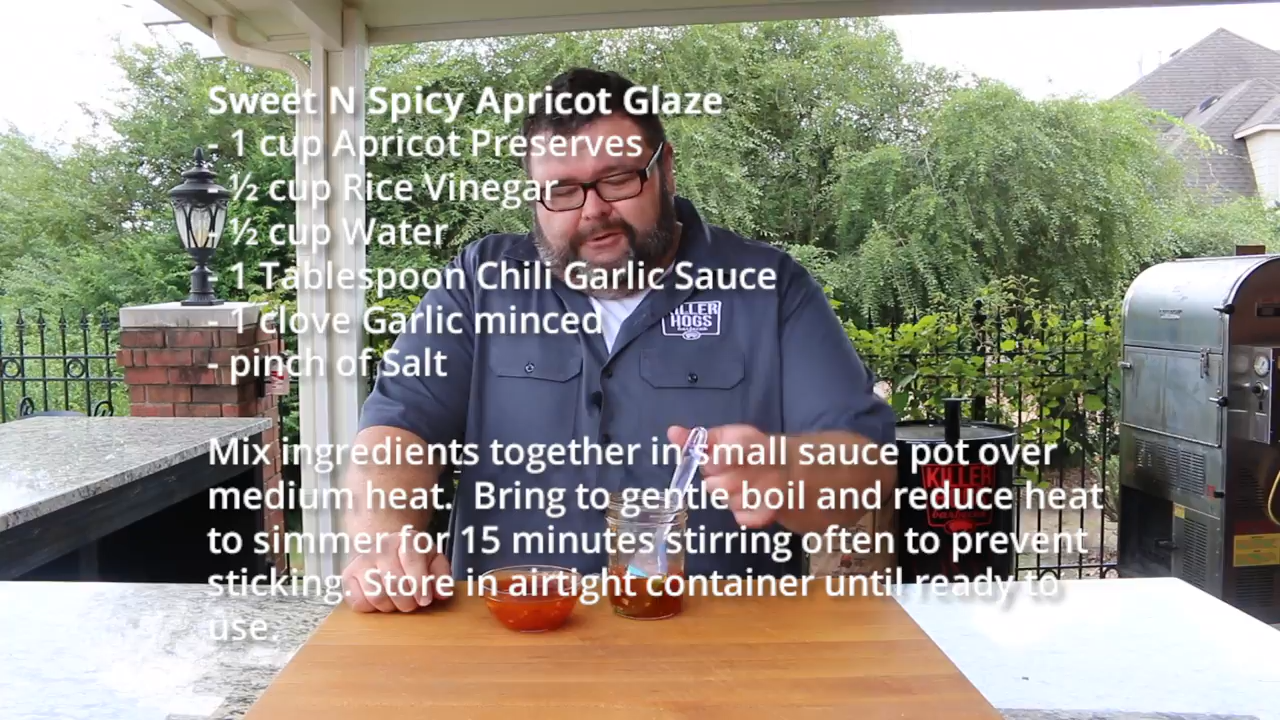 Sweet N Spicy Apricot Glaze
- 1 cup Apricot Preserves
- ½ cup Rice Vinegar
- ½ cup Water
- 1 Tablespoon Chili Garlic Sauce
- 1 clove Garlic minced
- pinch of Salt
Mix ingredients together in small sauce pot over
medium heat.  Bring to gentle boil and reduce heat
to simmer for 15 minutes stirring often to prevent
sticking. Store in airtight container until ready to
use.
KILLER
HOGS
barbecue
KILLER
barbecue